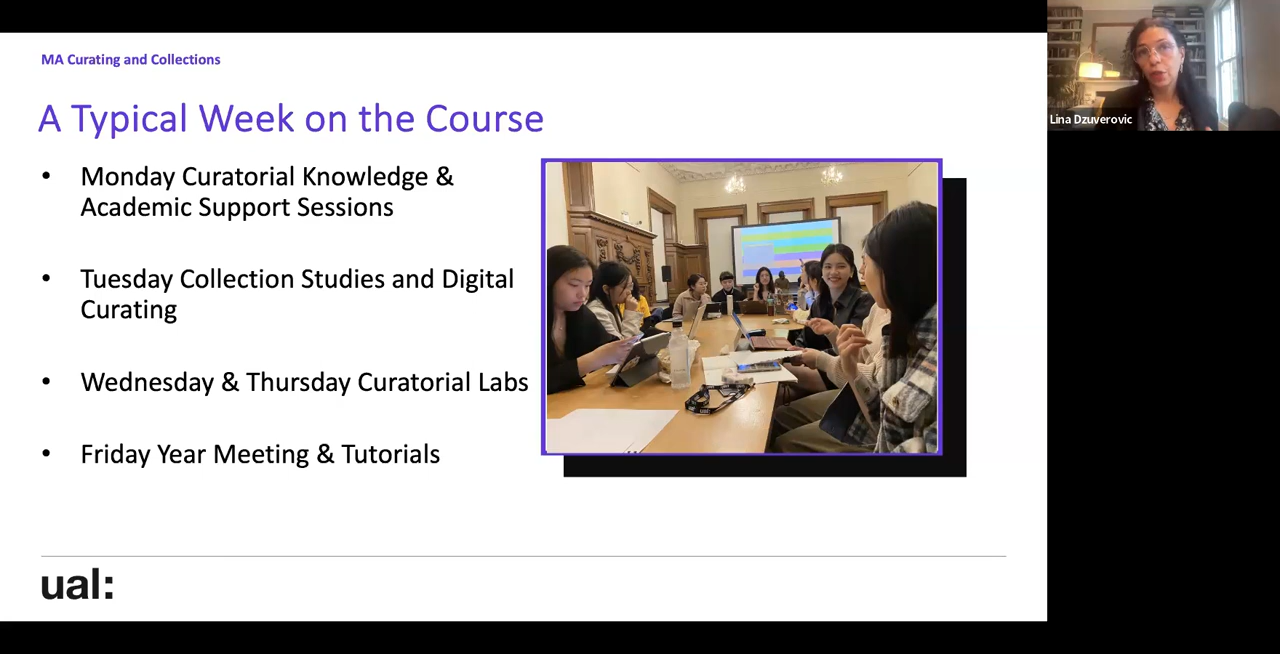 MA Curating and Collections
A Typical Week on the Course
• Monday Curatorial Knowledge &
Academic Support Sessions
• Tuesday Collection Studies and Digital
Curating
• Wednesday & Thursday Curatorial Labs
• Friday Year Meeting & Tutorials
ual:
Lina Dzuverovic
ual: